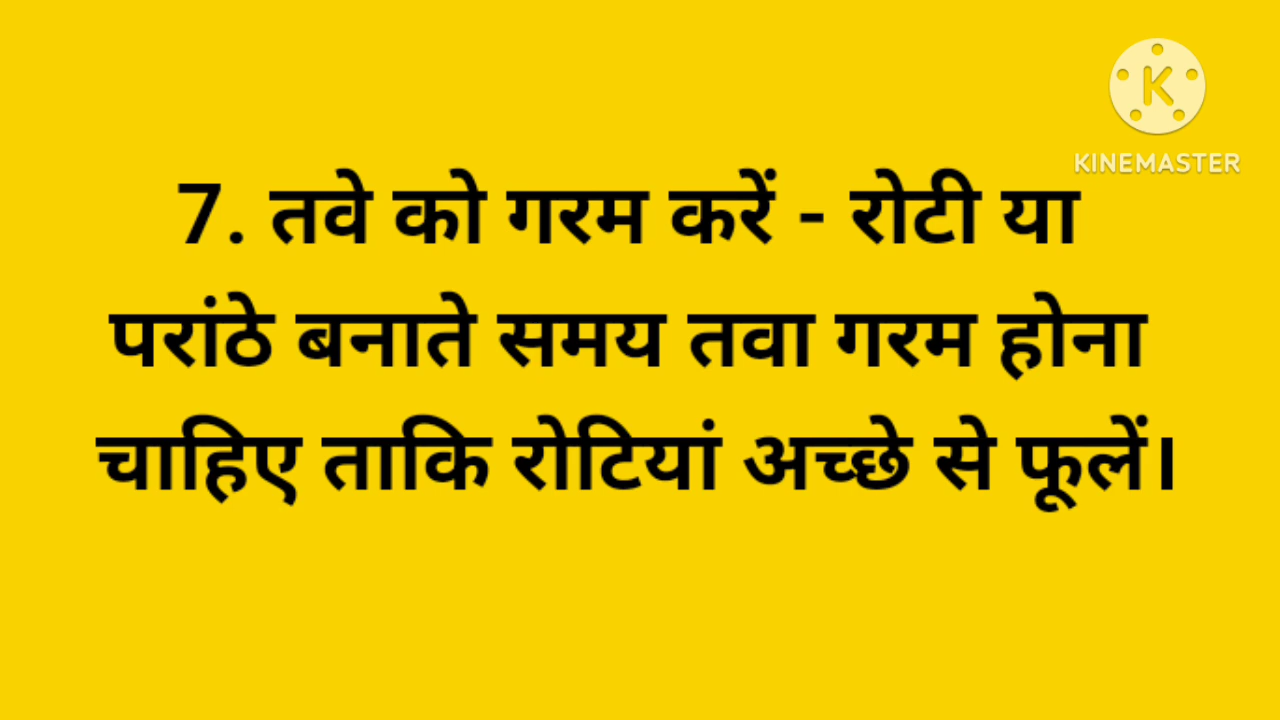 KINEMASTER
7. तवे को गरम करें - रोटी या
परांठे बनाते समय तवा गरम होना
चाहिए ताकि रोटियां अच्छे से फूलें।